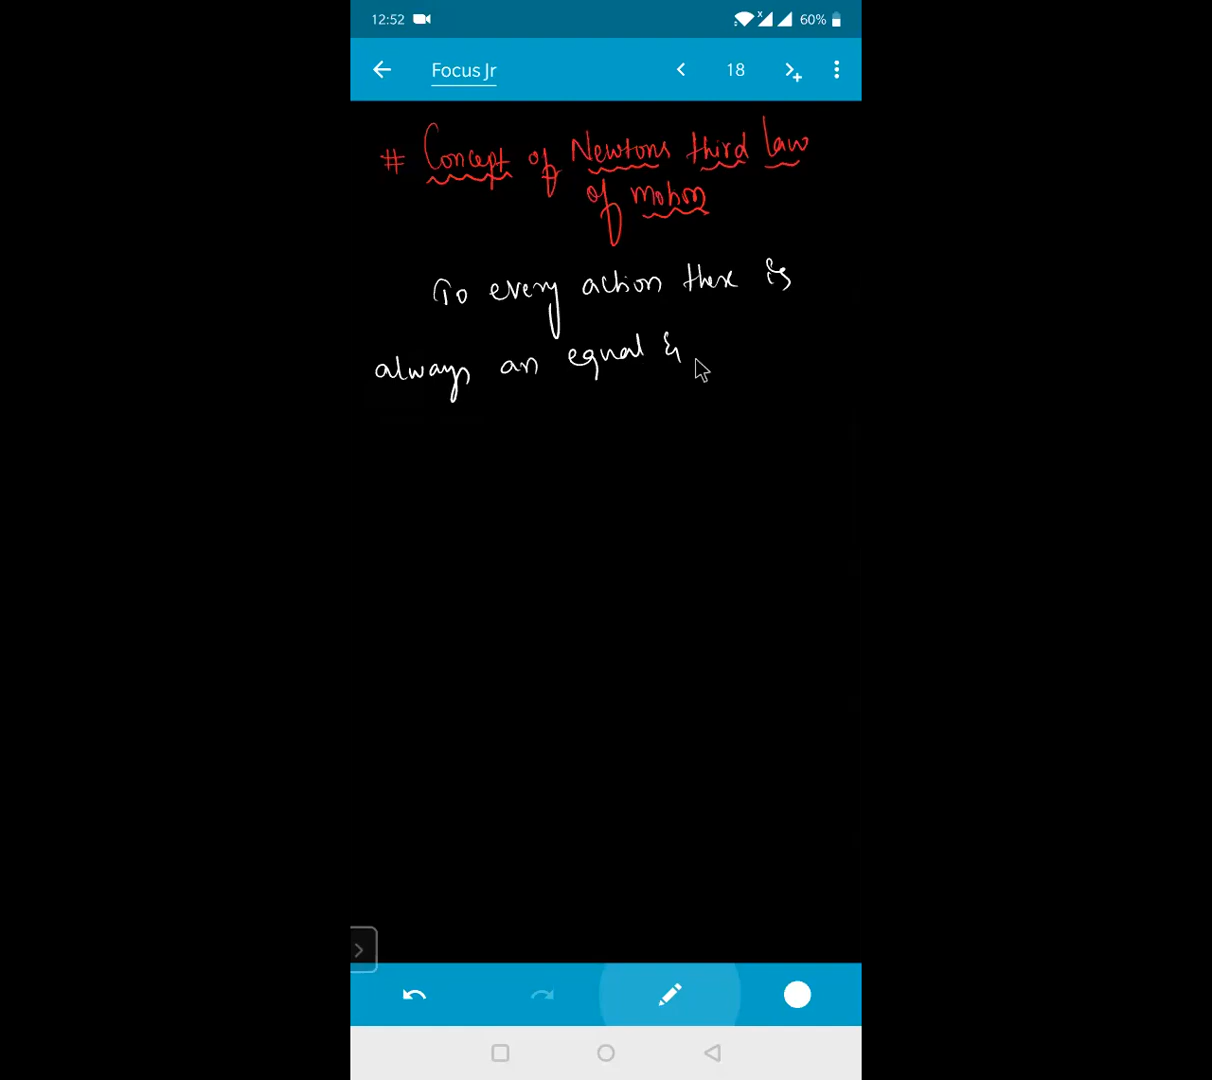 12:52 60%
Focus Jr 18
# Concept of Newtons third law
of motion
To every action there is
always an equal &